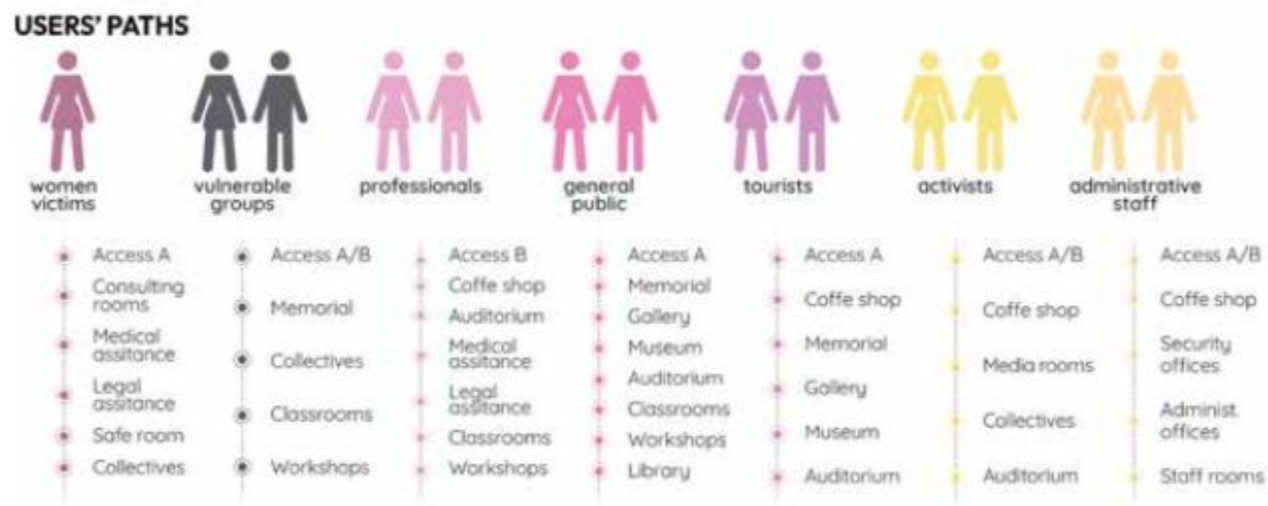 USERS' PATHS
women
victims
vulnerable
groups
professionals
general
public
tourists
activists
administrative
staff
Access A
Consulting
rooms
Medical
assitance
Legal
assitance
Safe room
Collectives
Access A/B
Memorial
Collectives
Classrooms
Workshops
Access B
Coffe shop
Auditorium
Medical
assitance
Legal
assitance
Classrooms
Workshops
Access A
Memorial
Gallery
Museum
Auditorium
Classrooms
Workshops
Library
Access A
Coffe shop
Memorial
Gallery
Museum
Auditorium
Access A/B
Coffe shop
Media rooms
Collectives
Auditorium
Access A/B
Coffe shop
Security
offices
Administ.
offices
Staff rooms